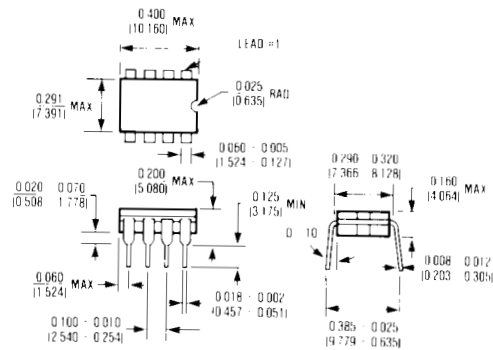 0.400
(10.160)
MAX
LEAD #1
0.291
(7.391)
MAX
0.025
(0.635)
RAD
0.060 - 0.005
(1.524 - 0.127)
0.200
(5.080)
MAX
0.290 0.320
(7.366 8.128)
0.160
(4.064)
MAX
0.020 0.070
(0.508 1.778)
0.125
(3.175)
MIN
0 10
0.060
(1.524)
MAX
0.018 - 0.002
(0.457 - 0.051)
0.008 - 0.012
(0.203 - 0.305)
0.100 - 0.010
(2.540 - 0.254)
0.385 - 0.025
(9.779 - 0.635)